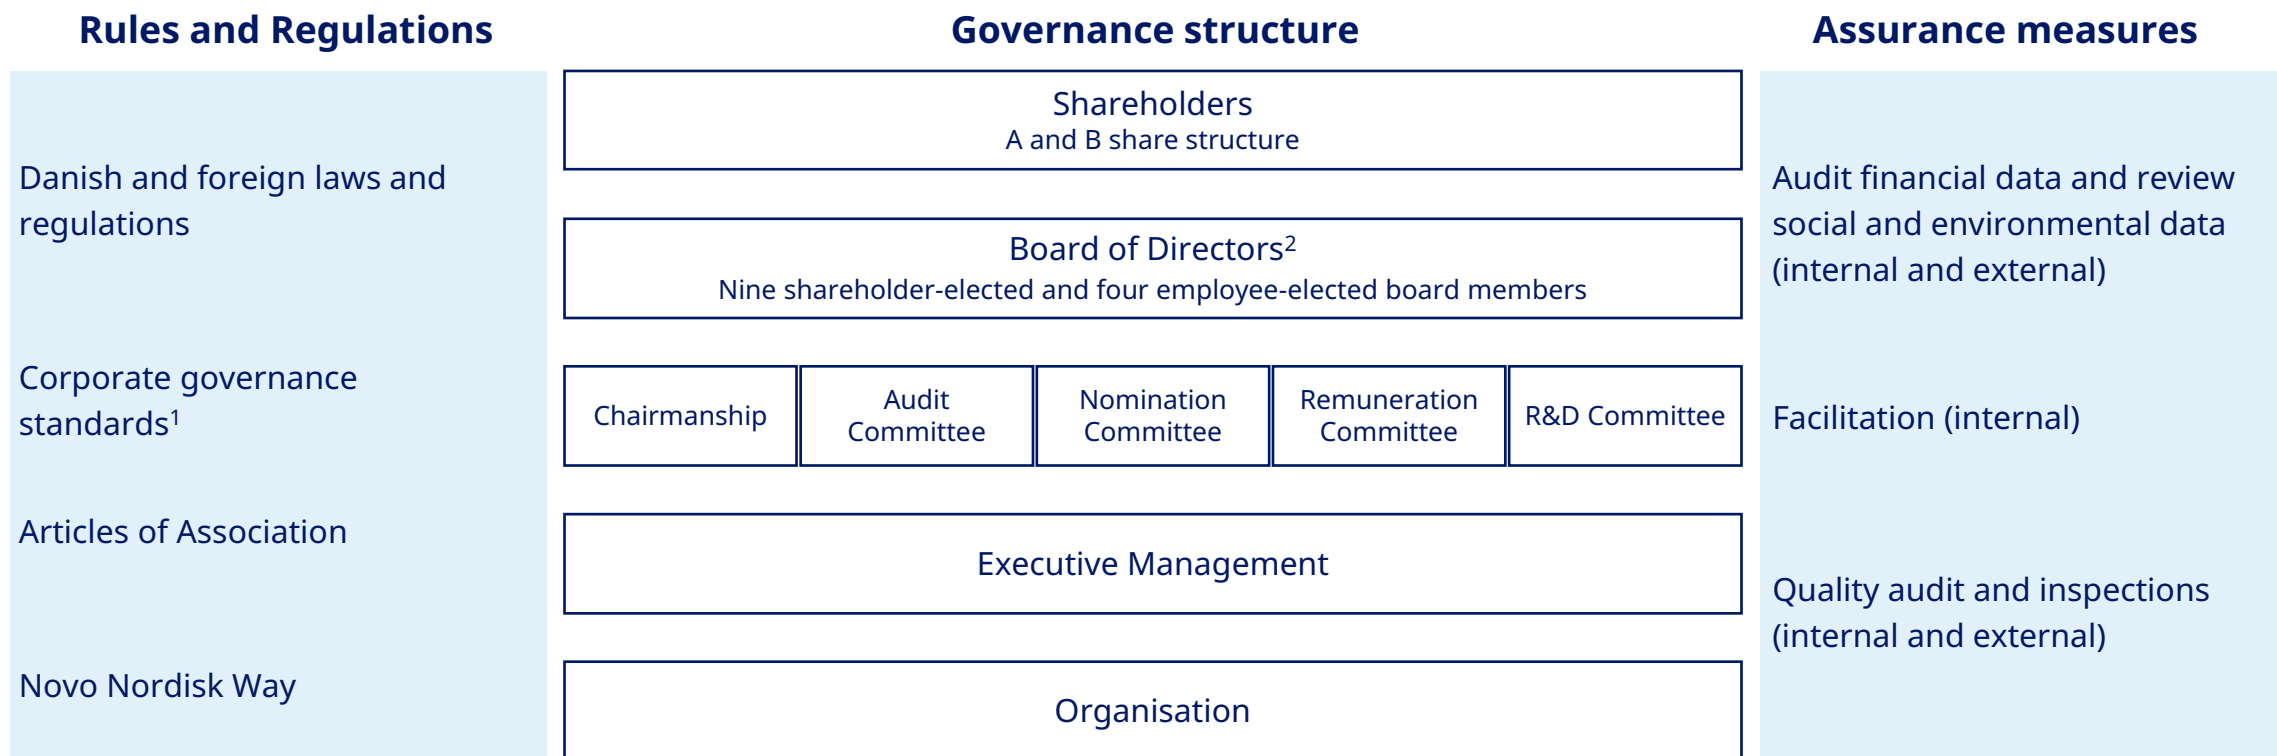 Rules and Regulations
Danish and foreign laws and
regulations
Corporate governance
standards¹
Articles of Association
Novo Nordisk Way
Governance structure
Shareholders
A and B share structure
Board of Directors²
Nine shareholder-elected and four employee-elected board members
Chairmanship
Audit
Committee
Nomination
Committee
Remuneration
Committee
R&D Committee
Executive Management
Organisation
Assurance measures
Audit financial data and review
social and environmental data
(internal and external)
Facilitation (internal)
Quality audit and inspections
(internal and external)